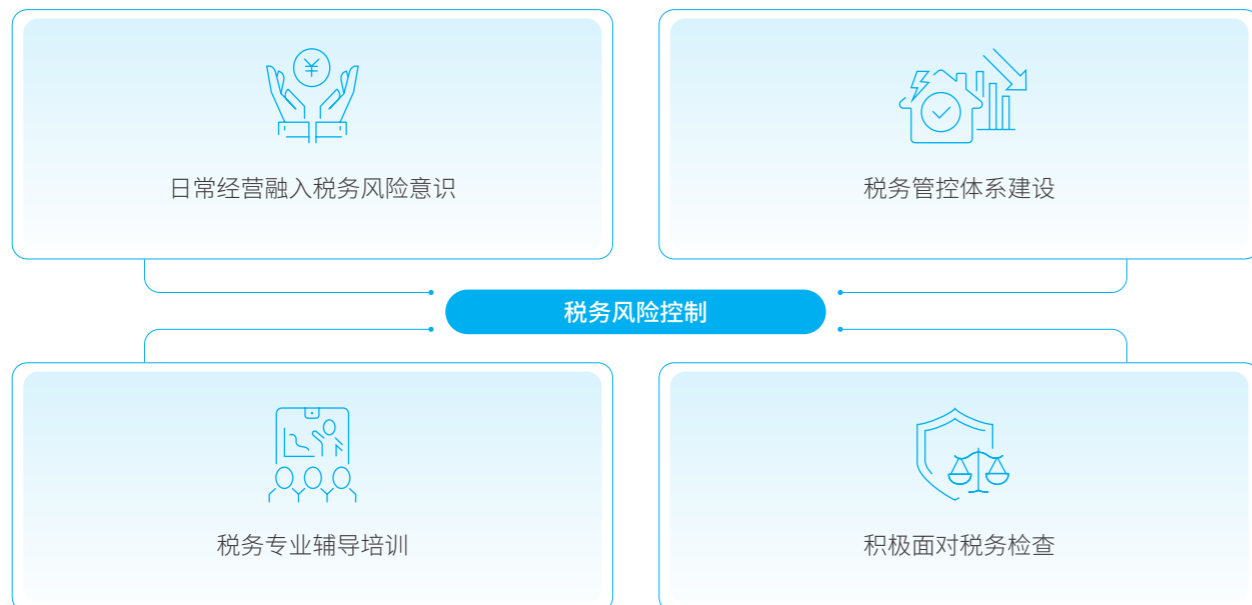 ¥
日常经营融入税务风险意识
税务管控体系建设
税务风险控制
税务专业辅导培训
积极面对税务检查